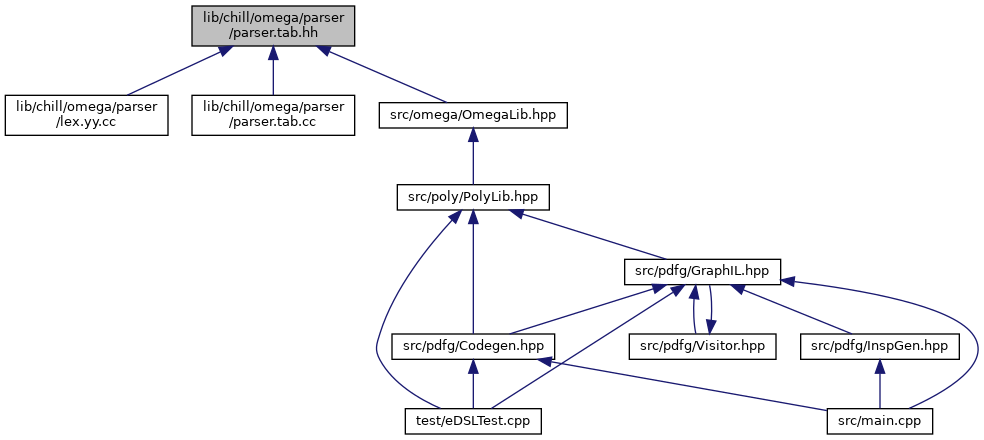 lib/chill/omega/parser
/parser.tab.hh
lib/chill/omega/parser
/lex.yy.cc
lib/chill/omega/parser
/parser.tab.cc
src/omega/OmegaLib.hpp
src/poly/PolyLib.hpp
src/pdfg/GraphIL.hpp
src/pdfg/Codegen.hpp
src/pdfg/Visitor.hpp
src/pdfg/InspGen.hpp
test/eDSLTest.cpp
src/main.cpp